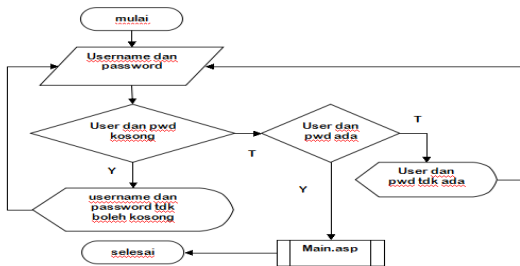 mulai
Username dan
password
User dan pwd
kosong
T
User dan
pwd ada
T
Y
username dan
password tdk
boleh kosong
Y
User dan
pwd tdk ada
selesai
Main.asp